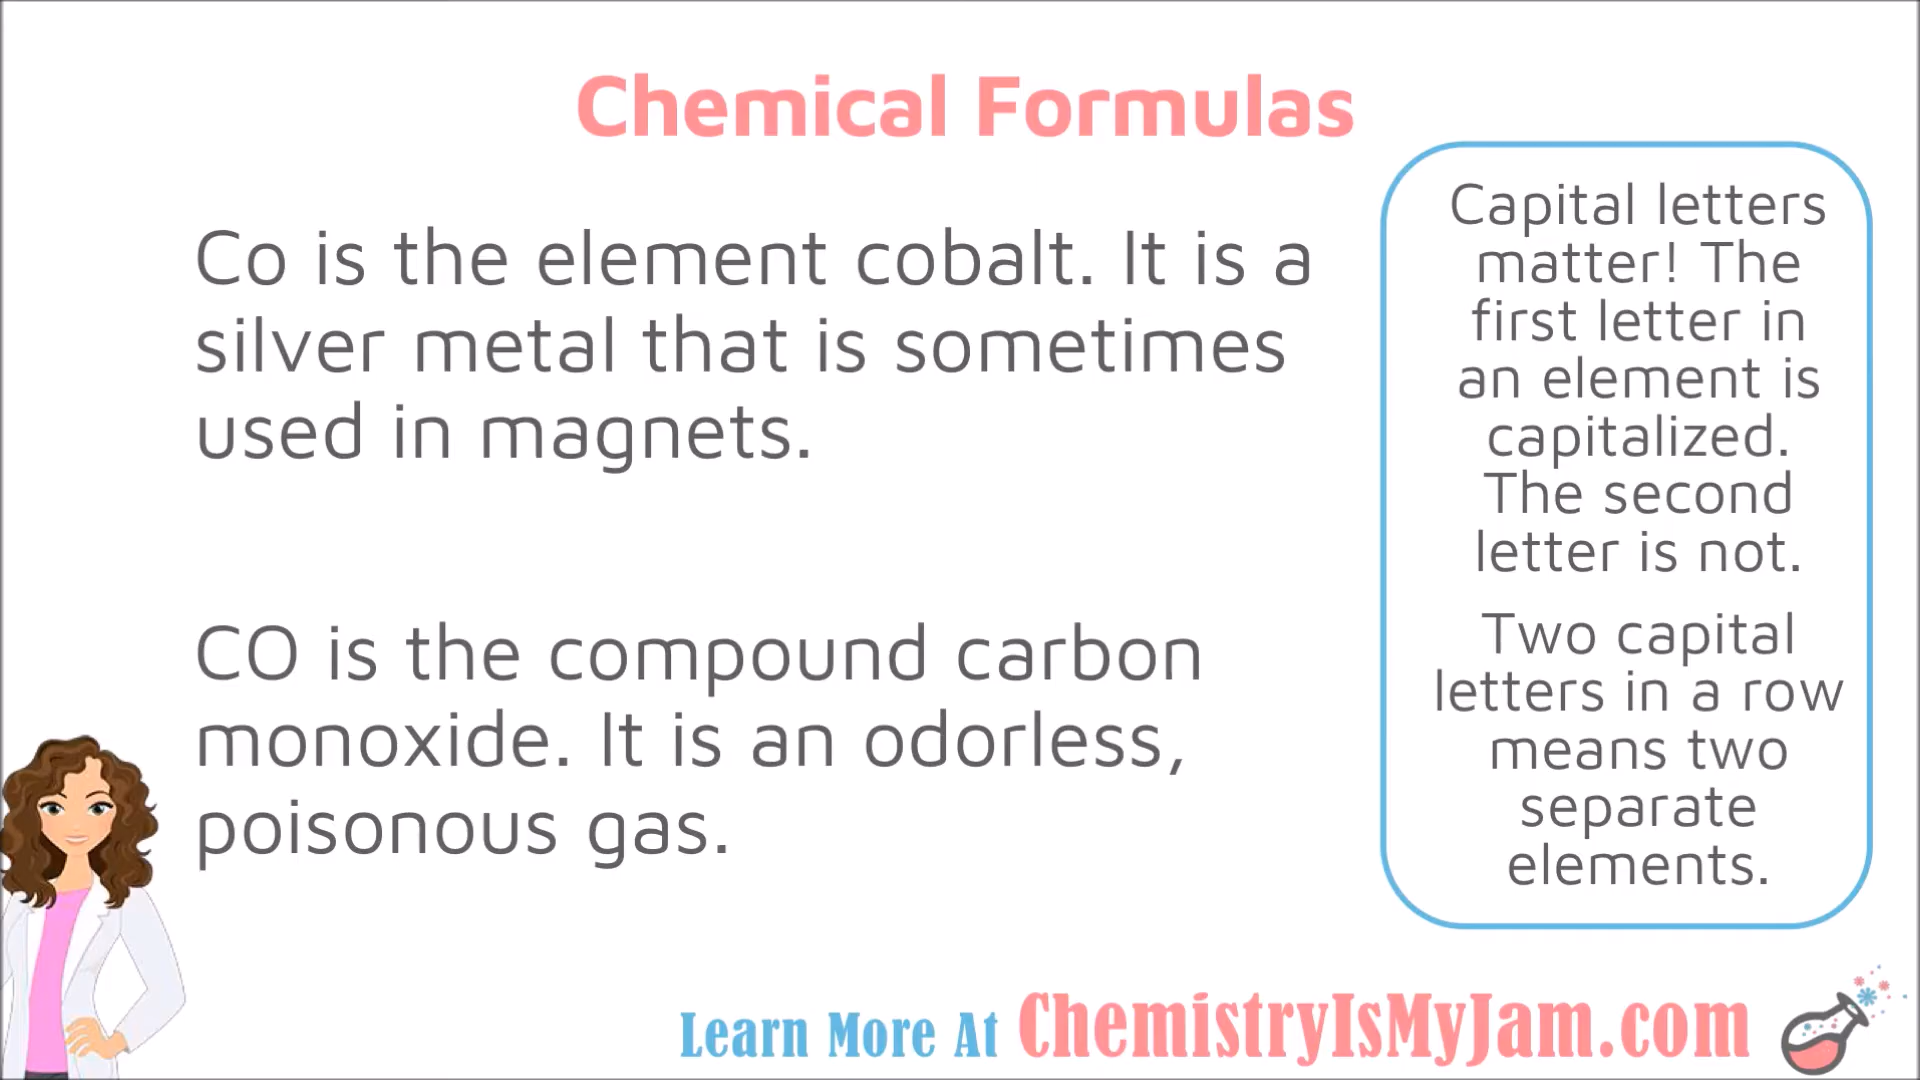 Chemical Formulas
Co is the element cobalt. It is a
silver metal that is sometimes
used in magnets.
CO is the compound carbon
monoxide. It is an odorless,
poisonous gas.
Capital letters
matter! The
first letter in
an element is
capitalized.
The second
letter is not.
Two capital
letters in a row
means two
separate
elements.
Learn More At ChemistryIsMyJam.com